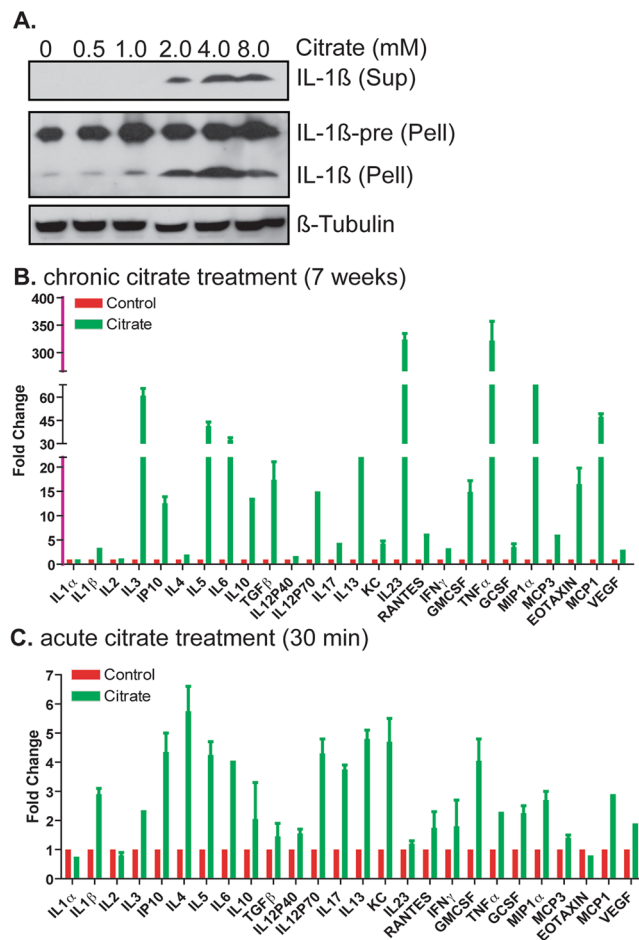 A.
0 0.5 1.0 2.0 4.0 8.0 Citrate (mM)
IL-1ß (Sup)
IL-1ß-pre (Pell)
IL-1ß (Pell)
ß-Tubulin
B. chronic citrate treatment (7 weeks)
Control
Citrate
Fold Change
400
350
300
60
45
30
20
15
10
5
0
IL1α IL1β IL2 IL3 IP10 IL4 IL5 IL6 IL10 TGFβ IL12P40 IL12P70 IL17 IL13 KC IL23 RANTES IFNγ GMCSF TNFα GCSF MIP1α MCP3 EOTAXIN MCP1 VEGF
C. acute citrate treatment (30 min)
Control
Citrate
Fold Change
7
6
5
4
3
2
1
0
IL1α IL1β IL2 IL3 IP10 IL4 IL5 IL6 IL10 TGFβ IL12P40 IL12P70 IL17 IL13 KC IL23 RANTES IFNγ GMCSF TNFα GCSF MIP1α MCP3 EOTAXIN MCP1 VEGF